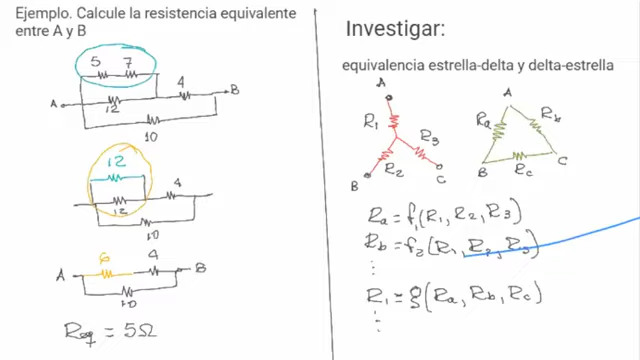 Ejemplo. Calcule la resistencia equivalente
entre A y B
5 7
4
A
B
12
10
12
4
12
10
6
4
A
B
10
Req = 5Ω
Investigar:
equivalencia estrella-delta y delta-estrella
A
R1
R3
R2
B
C
A
Ra
Rb
B
Rc
C
Ra = f1(R1, R2, R3)
Rb = f2(R1, R2, R3)
⋮
R1 = g(Ra, Rb, Rc)
⋮